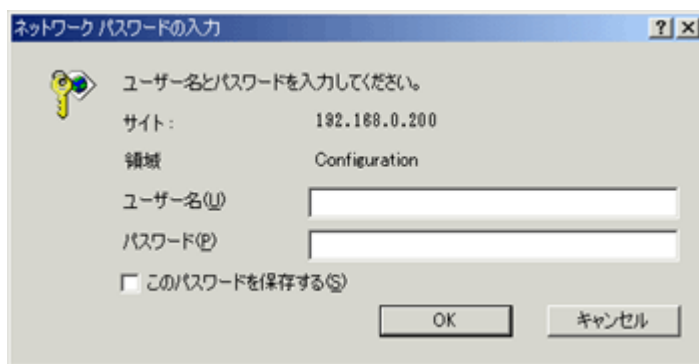 ネットワーク パスワードの入力
ユーザー名とパスワードを入力してください。
サイト: 192.168.0.200
領域 Configuration
ユーザー名(U)
パスワード(P)
このパスワードを保存する(S)
OK キャンセル